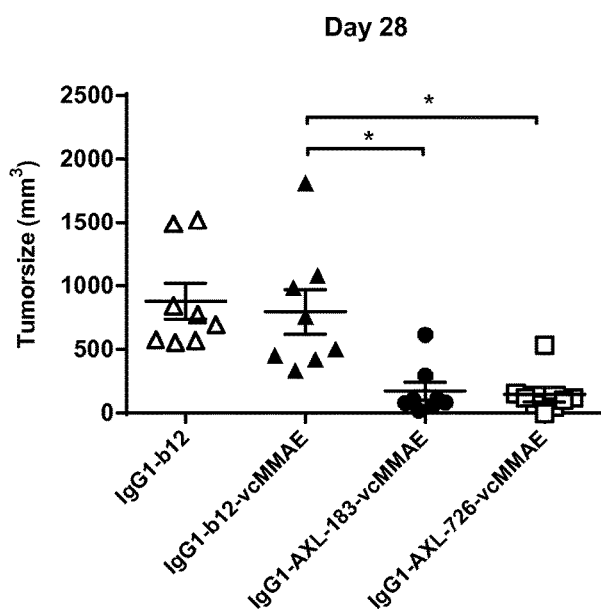 Day 28
2500
2000
1500
1000
500
0
Tumorsize (mm³)
*
*
IgG1-b12
IgG1-b12-vcMMAE
IgG1-AXL-183-vcMMAE
IgG1-AXL-726-vcMMAE